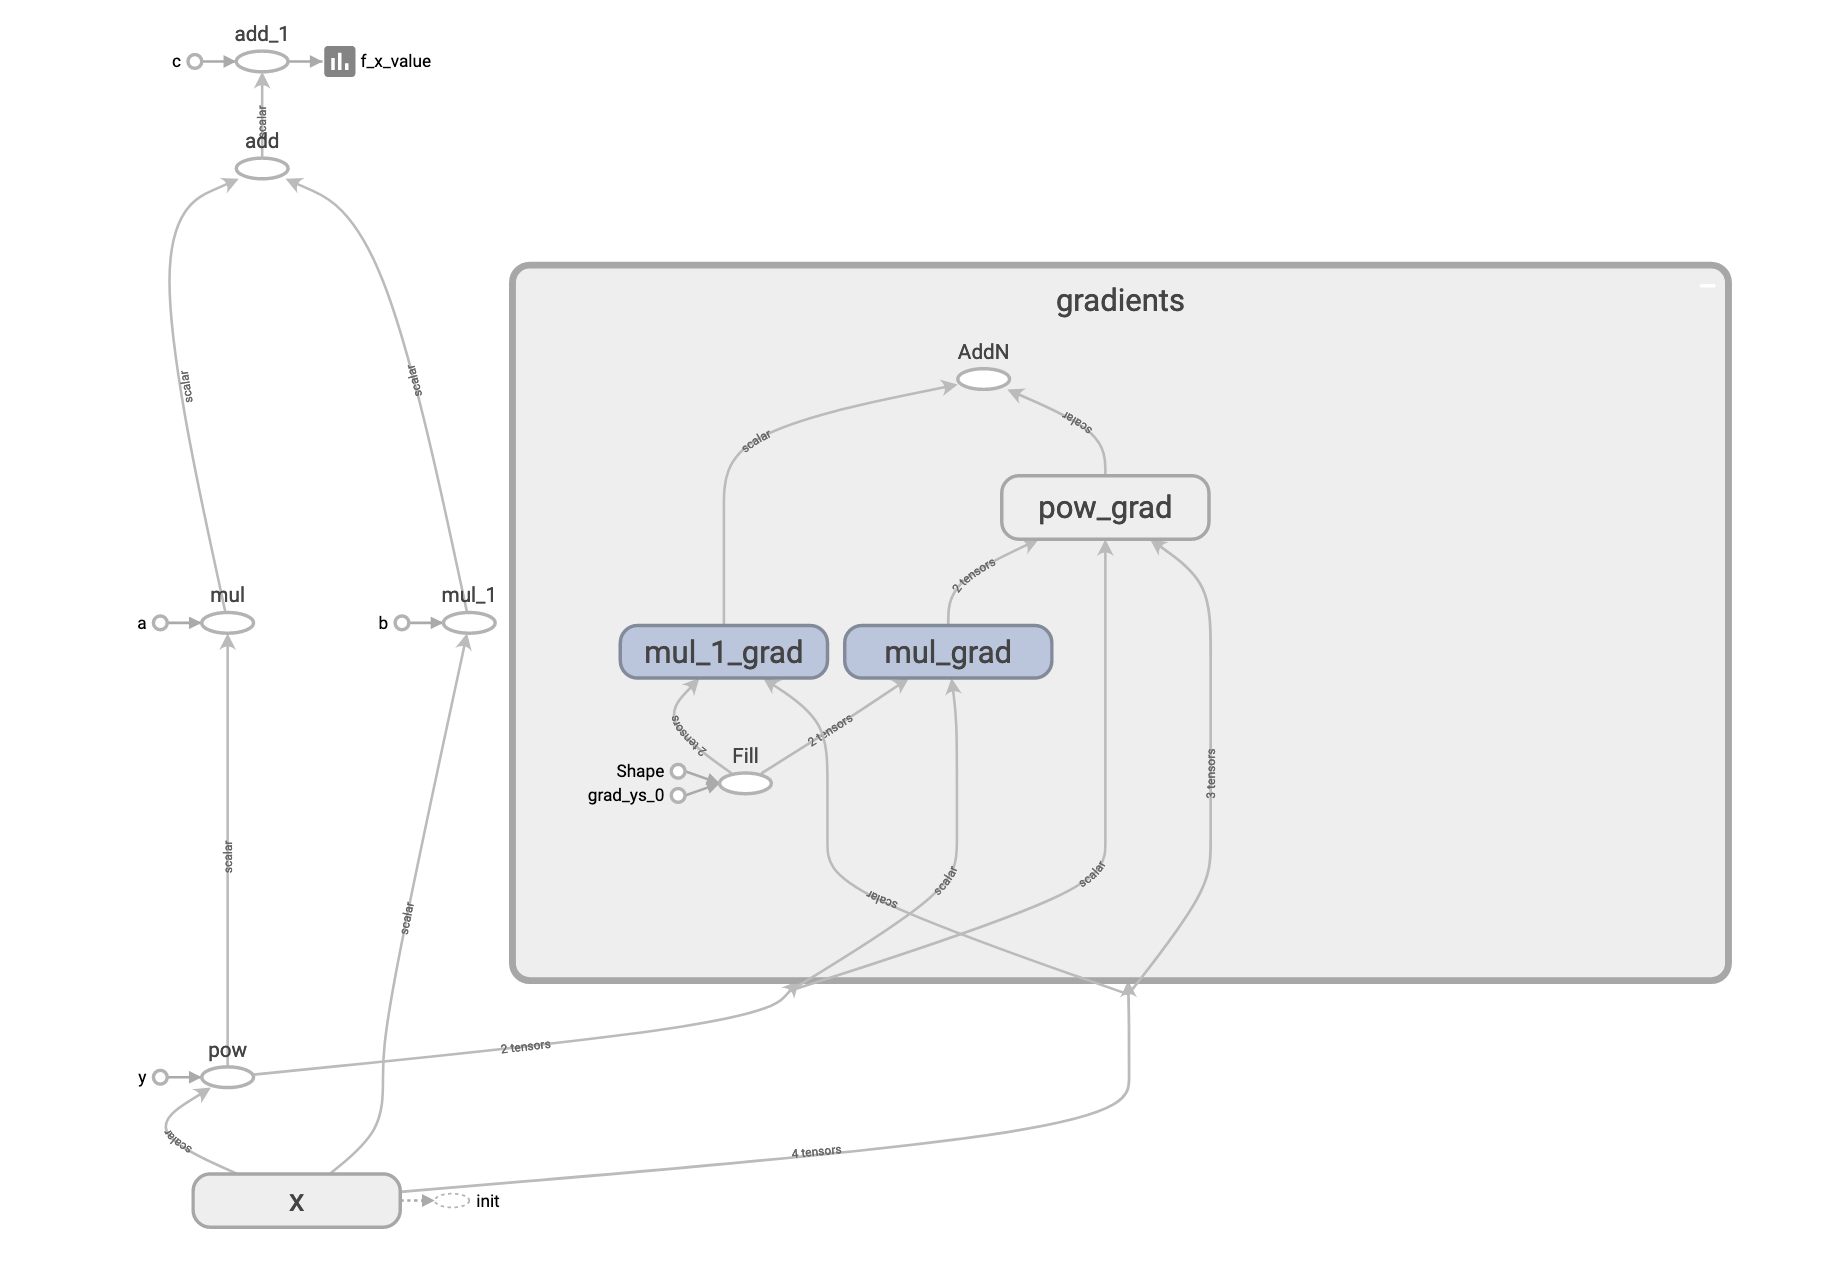 add_1
c
f_x_value
scalar
add
gradients
AddN
scalar
scalar
scalar
scalar
pow_grad
2 tensors
mul
mul_1
a
b
mul_1_grad
mul_grad
2 tensors
2 tensors
Fill
Shape
grad_ys_0
3 tensors
scalar
scalar
scalar
scalar
scalar
2 tensors
pow
y
scalar
4 tensors
x
init